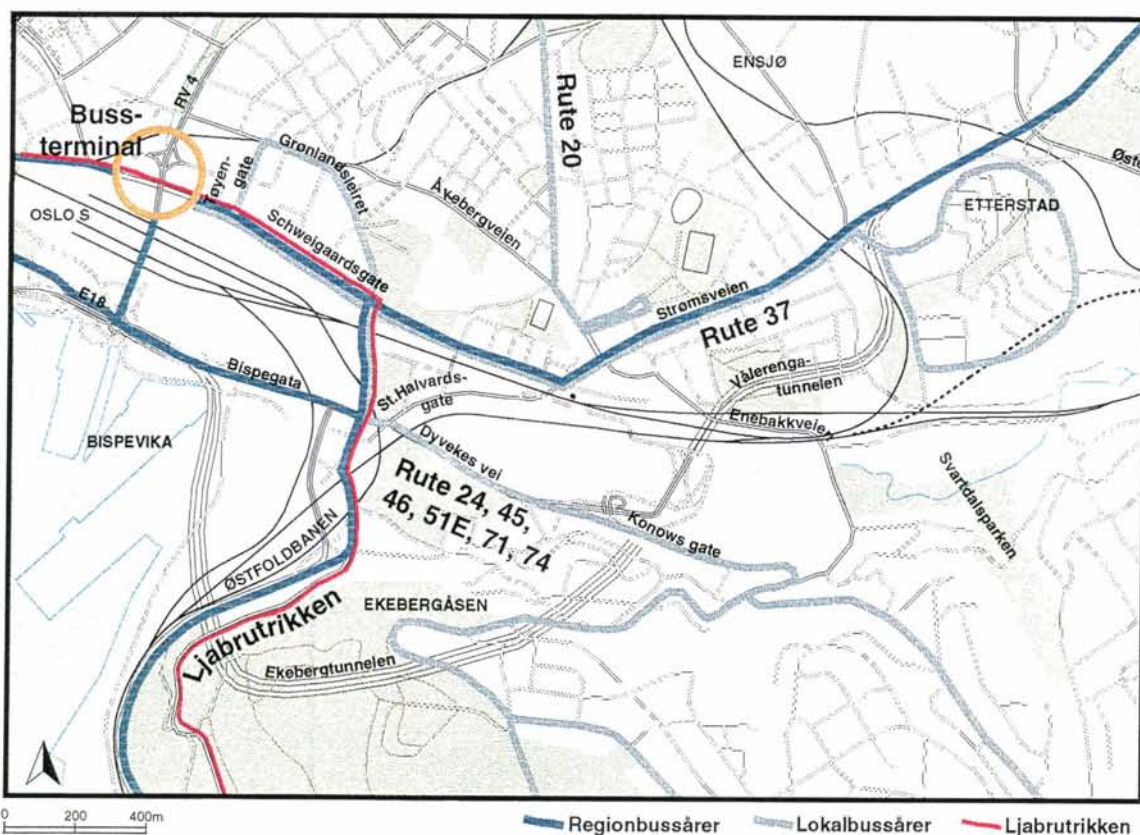 RV 4
ENSJØ
Buss-
terminal
Rute 20
Grønlandsleiret
Tøyen-
gate
Åkebergveien
OSLO S
Schweigaardsgate
ETTERSTAD
Strømsveien
Rute 37
E18
Bispegata
St.Halvards-
gate
Vålerenga-
tunnelen
Enebakkveien
BISPEVIKA
Dyvekes vei
Rute 24, 45,
46, 51E, 71, 74
Konows gate
Svartdalsparken
ØSTFOLDBANEN
EKEBERGÅSEN
Ljabrutrikken
Ekebergtunnelen
0 200 400m
Regionbussårer Lokalbussårer Ljabrutrikken